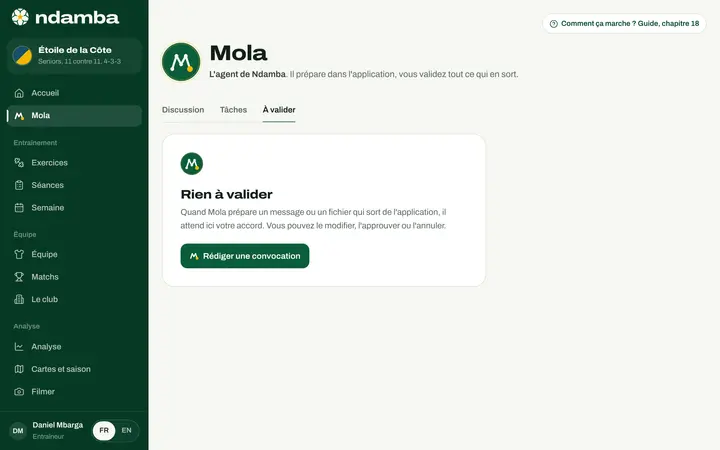 ndamba
Comment ça marche ? Guide, chapitre 18
Étoile de la Côte
Seniors, 11 contre 11, 4-3-3
Mola
L'agent de Ndamba. Il prépare dans l'application, vous validez tout ce qui en sort.
Accueil
Mola
Discussion
Tâches
À valider
Entraînement
Exercices
Séances
Semaine
Rien à valider
Quand Mola prépare un message ou un fichier qui sort de l'application, il
attend ici votre accord. Vous pouvez le modifier, l'approuver ou l'annuler.
Rédiger une convocation
Équipe
Équipe
Matchs
Le club
Analyse
Analyse
Cartes et saison
Filmer
DM
Daniel Mbarga
Entraîneur
FR
EN